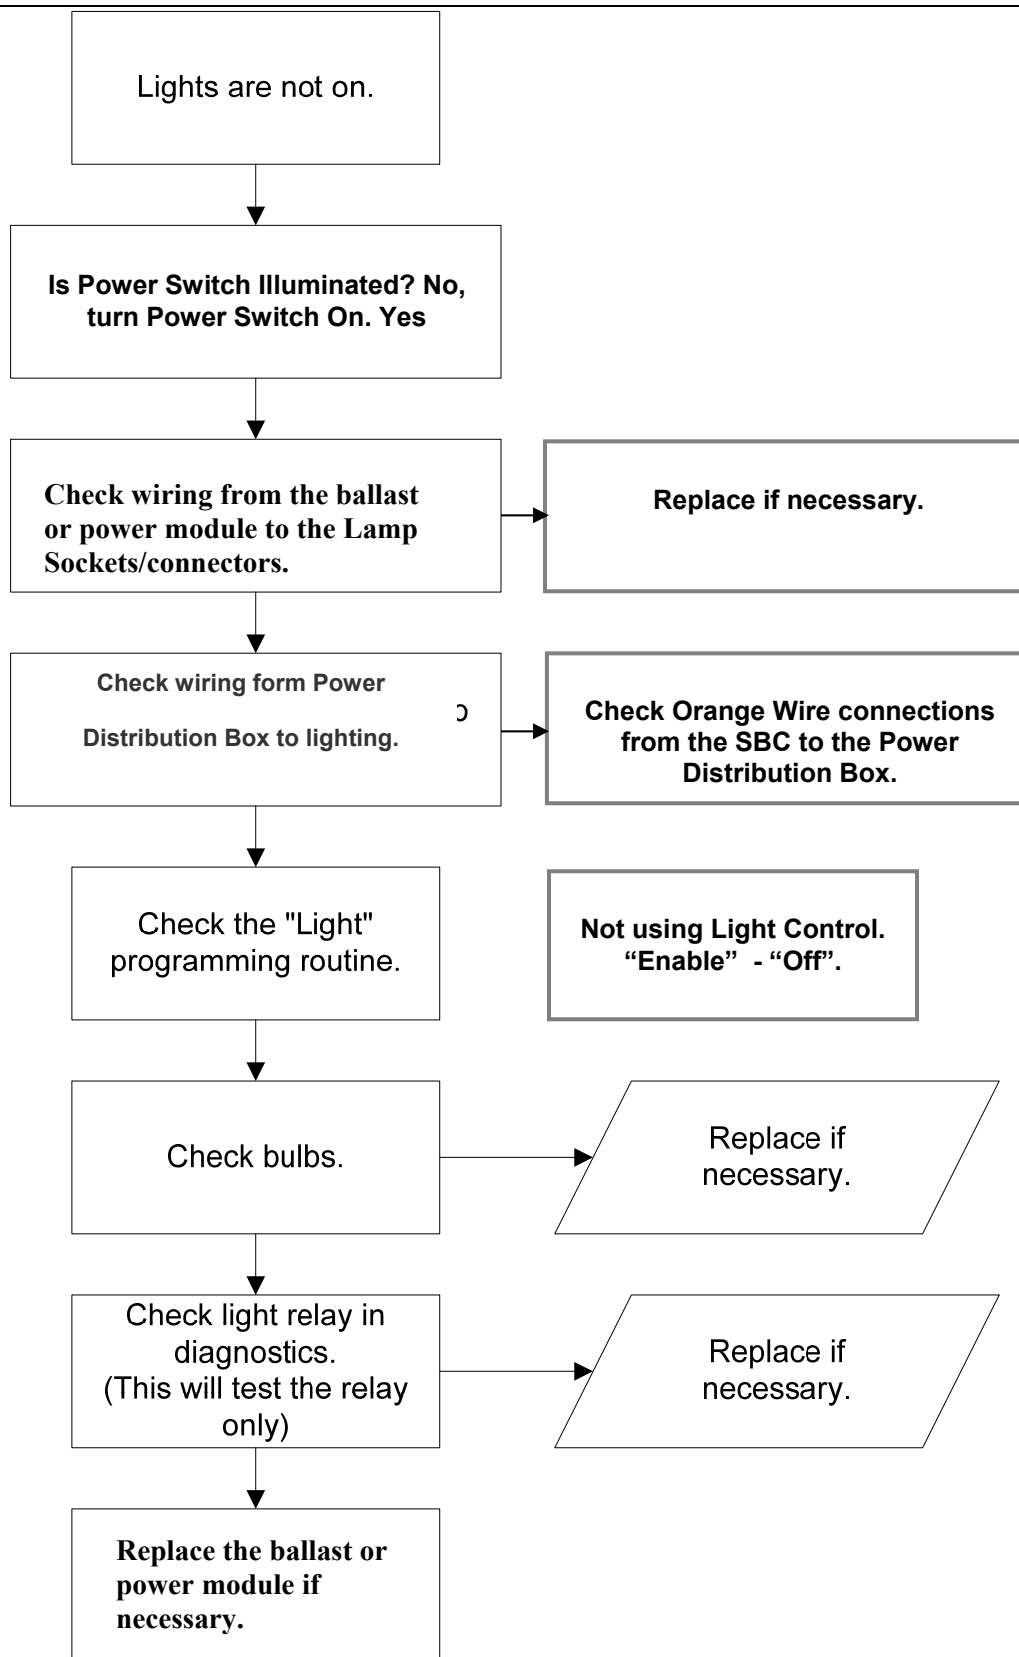 Lights are not on.
Is Power Switch Illuminated? No,
turn Power Switch On. Yes
Check wiring from the ballast
or power module to the Lamp
Sockets/connectors.
Replace if necessary.
Check wiring form Power
Distribution Box to lighting.
Check Orange Wire connections
from the SBC to the Power
Distribution Box.
Check the "Light"
programming routine.
Not using Light Control.
“Enable” - “Off”.
Check bulbs.
Replace if
necessary.
Check light relay in
diagnostics.
(This will test the relay
only)
Replace if
necessary.
Replace the ballast or
power module if
necessary.